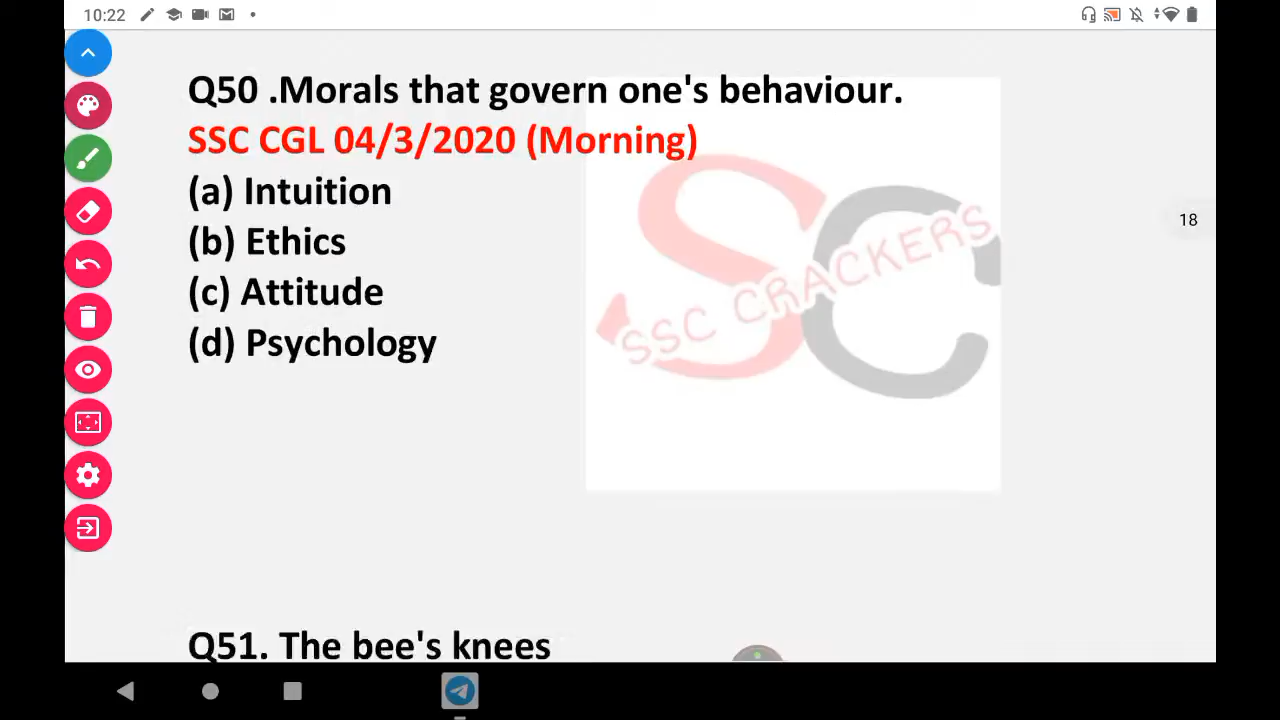 10:22
Q50 .Morals that govern one's behaviour.
SSC CGL 04/3/2020 (Morning)
(a) Intuition
(b) Ethics
(c) Attitude
(d) Psychology
SC
SSC CRACKERS
18
Q51. The bee's knees